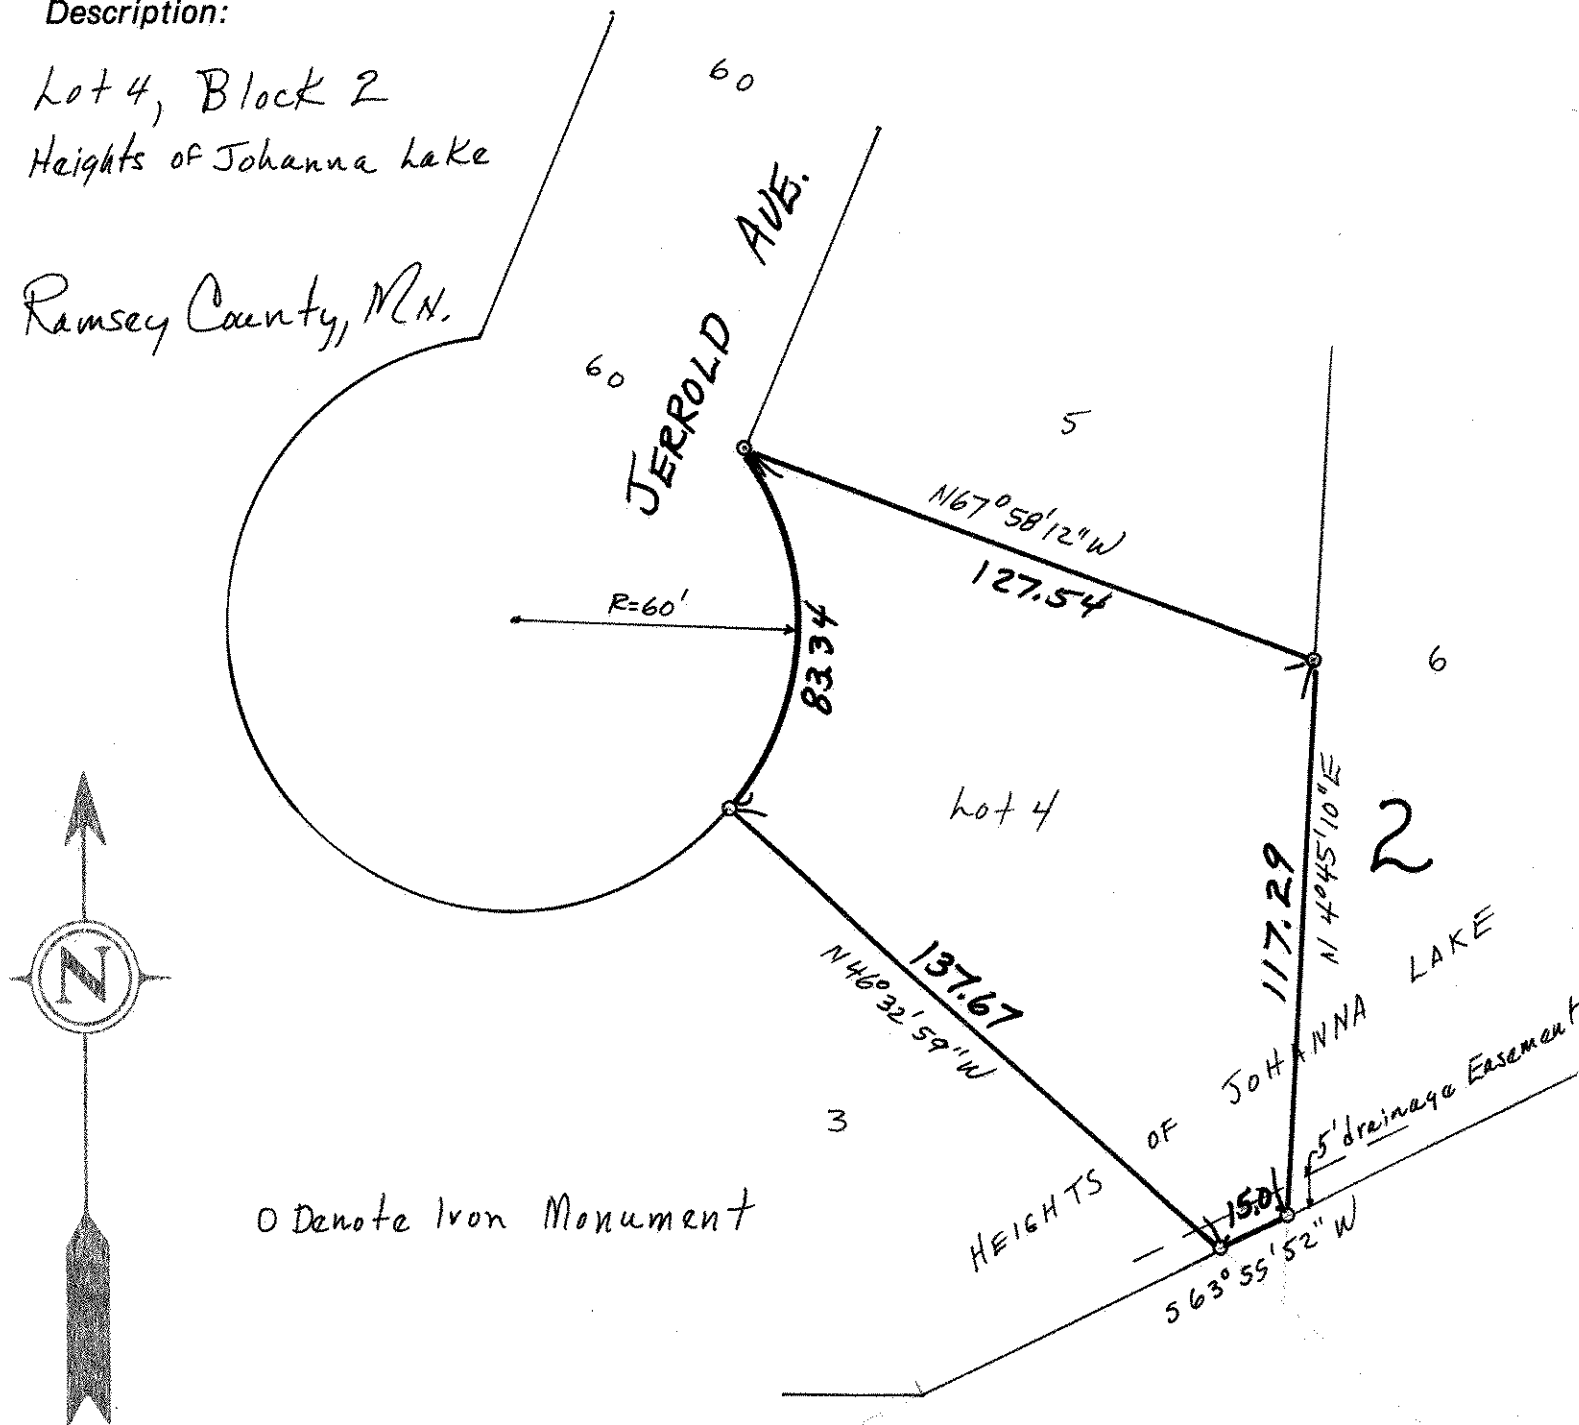 Description:
Lot 4, Block 2
Heights of Johanna Lake
Ramsey County, MN.
60
JERROLD AVE.
60
5
N67°58'12"W
127.54
R=60'
83.34
6
Lot 4
2
117.29
N 4°45'10"E
N
137.67
N46°32'59"W
3
HEIGHTS OF JOHANNA LAKE
5' drainage Easement
15.0
S 63°55'52" W
O Denote Iron Monument